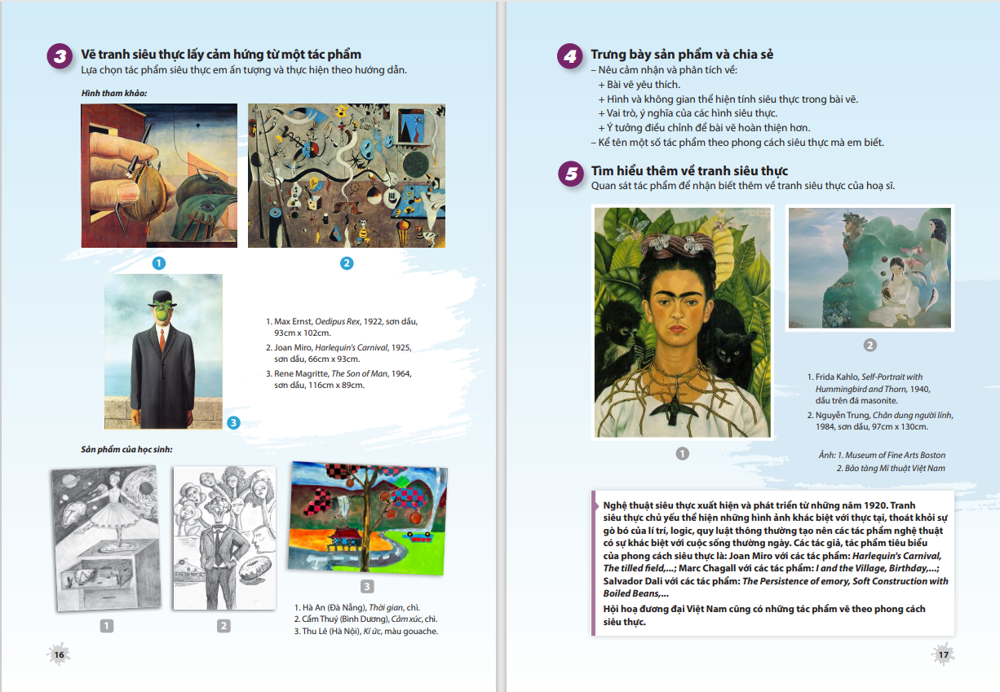 3
Vẽ tranh siêu thực lấy cảm hứng từ một tác phẩm
Lựa chọn tác phẩm siêu thực em ấn tượng và thực hiện theo hướng dẫn.
Hình tham khảo:
1
2
3
1. Max Ernst, Oedipus Rex, 1922, sơn dầu,
93cm x 102cm.
2. Joan Miro, Harlequin's Carnival, 1925,
sơn dầu, 66cm x 93cm.
3. Rene Magritte, The Son of Man, 1964,
sơn dầu, 116cm x 89cm.
Sản phẩm của học sinh:
1
2
3
1. Hà An (Đà Nẵng), Thời gian, chì.
2. Cẩm Thuý (Bình Dương), Cảm xúc, chì.
3. Thu Lê (Hà Nội), Kí ức, màu gouache.
16
4
Trưng bày sản phẩm và chia sẻ
– Nêu cảm nhận và phân tích về:
+ Bài vẽ yêu thích.
+ Hình và không gian thể hiện tính siêu thực trong bài vẽ.
+ Vai trò, ý nghĩa của các hình siêu thực.
+ Ý tưởng điều chỉnh để bài vẽ hoàn thiện hơn.
– Kể tên một số tác phẩm theo phong cách siêu thực mà em biết.
5
Tìm hiểu thêm về tranh siêu thực
Quan sát tác phẩm để nhận biết thêm về tranh siêu thực của hoạ sĩ.
1
2
1. Frida Kahlo, Self-Portrait with
Hummingbird and Thorn, 1940,
dầu trên đá masonite.
2. Nguyễn Trung, Chân dung người lính,
1984, sơn dầu, 97cm x 130cm.
Ảnh: 1. Museum of Fine Arts Boston
2. Bảo tàng Mĩ thuật Việt Nam
Nghệ thuật siêu thực xuất hiện và phát triển từ những năm 1920. Tranh
siêu thực chủ yếu thể hiện những hình ảnh khác biệt với thực tại, thoát khỏi sự
gò bó của lí trí, logic, quy luật thông thường tạo nên các tác phẩm nghệ thuật
có sự khác biệt với cuộc sống thường ngày. Các tác giả, tác phẩm tiêu biểu
của phong cách siêu thực là: Joan Miro với các tác phẩm: Harlequin's Carnival,
The tilled field,...; Marc Chagall với các tác phẩm: I and the Village, Birthday,...;
Salvador Dali với các tác phẩm: The Persistence of emory, Soft Construction with
Boiled Beans,...
Hội hoạ đương đại Việt Nam cũng có những tác phẩm vẽ theo phong cách
siêu thực.
17